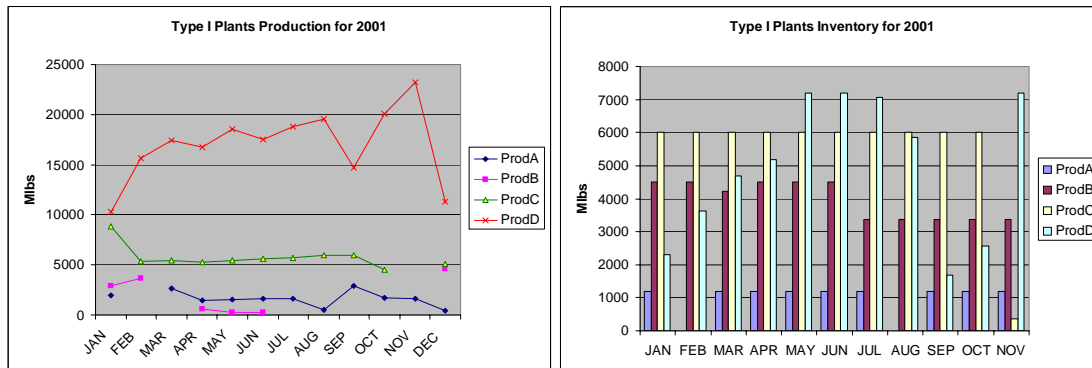 Type I Plants Production for 2001
Mlbs
25000
20000
15000
10000
5000
0
JAN
FEB
MAR
APR
MAY
JUN
JUL
AUG
SEP
OCT
NOV
DEC
ProdA
ProdB
ProdC
ProdD
Type I Plants Inventory for 2001
Mlbs
8000
7000
6000
5000
4000
3000
2000
1000
0
JAN FEB MAR APR MAY JUN JUL AUG SEP OCT NOV
ProdA
ProdB
ProdC
ProdD